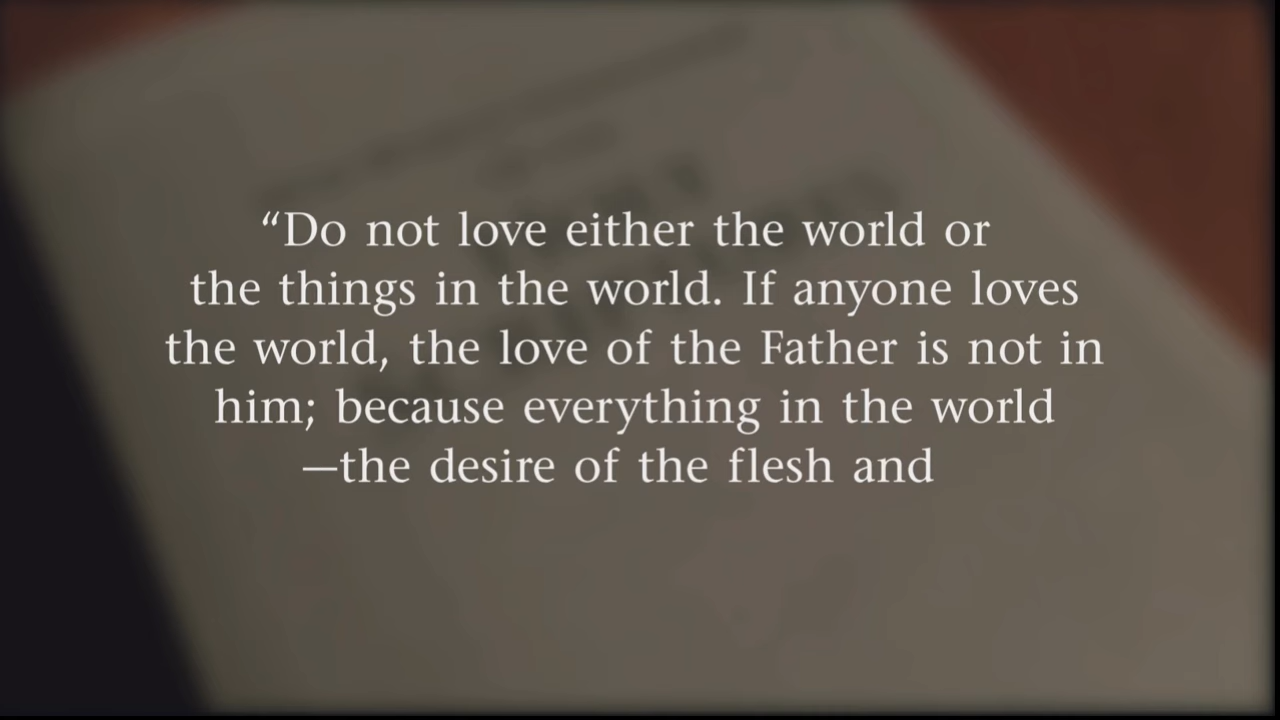 “Do not love either the world or
the things in the world. If anyone loves
the world, the love of the Father is not in
him; because everything in the world
—the desire of the flesh and